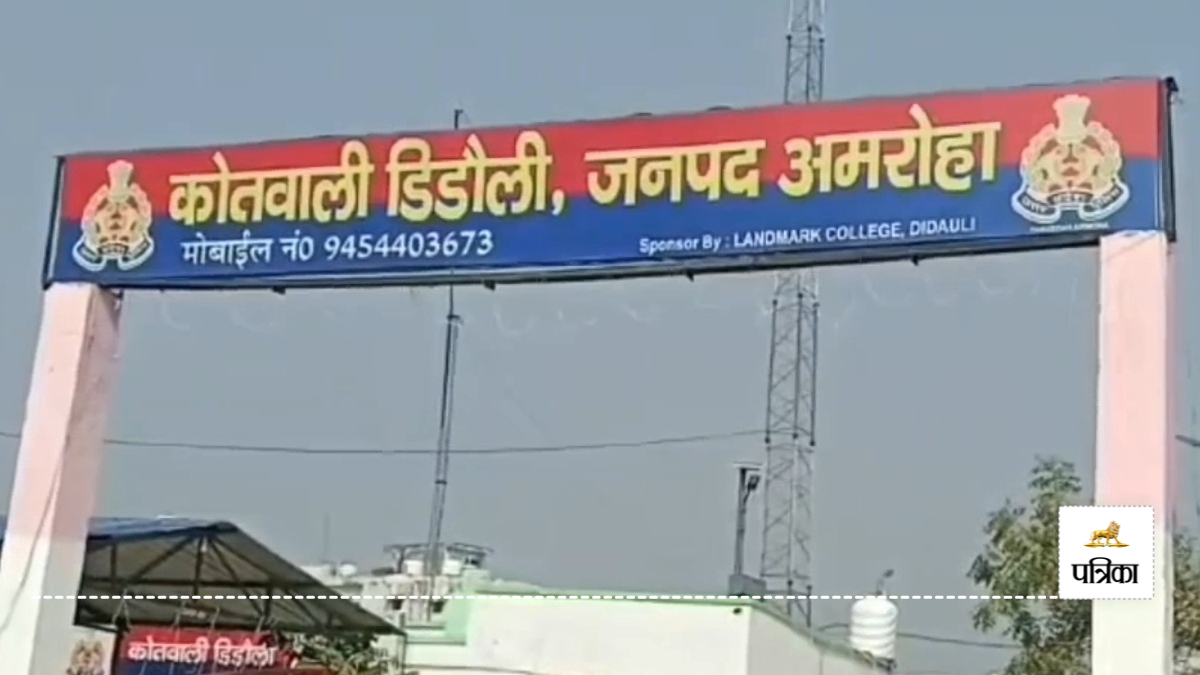 कोतवाली डिडौली, जनपद अमरोहा
मोबाईल नं0 9454403673
Sponsor By : LANDMARK COLLEGE, DIDAULI
पत्रिका
कोतवाली डिडौली